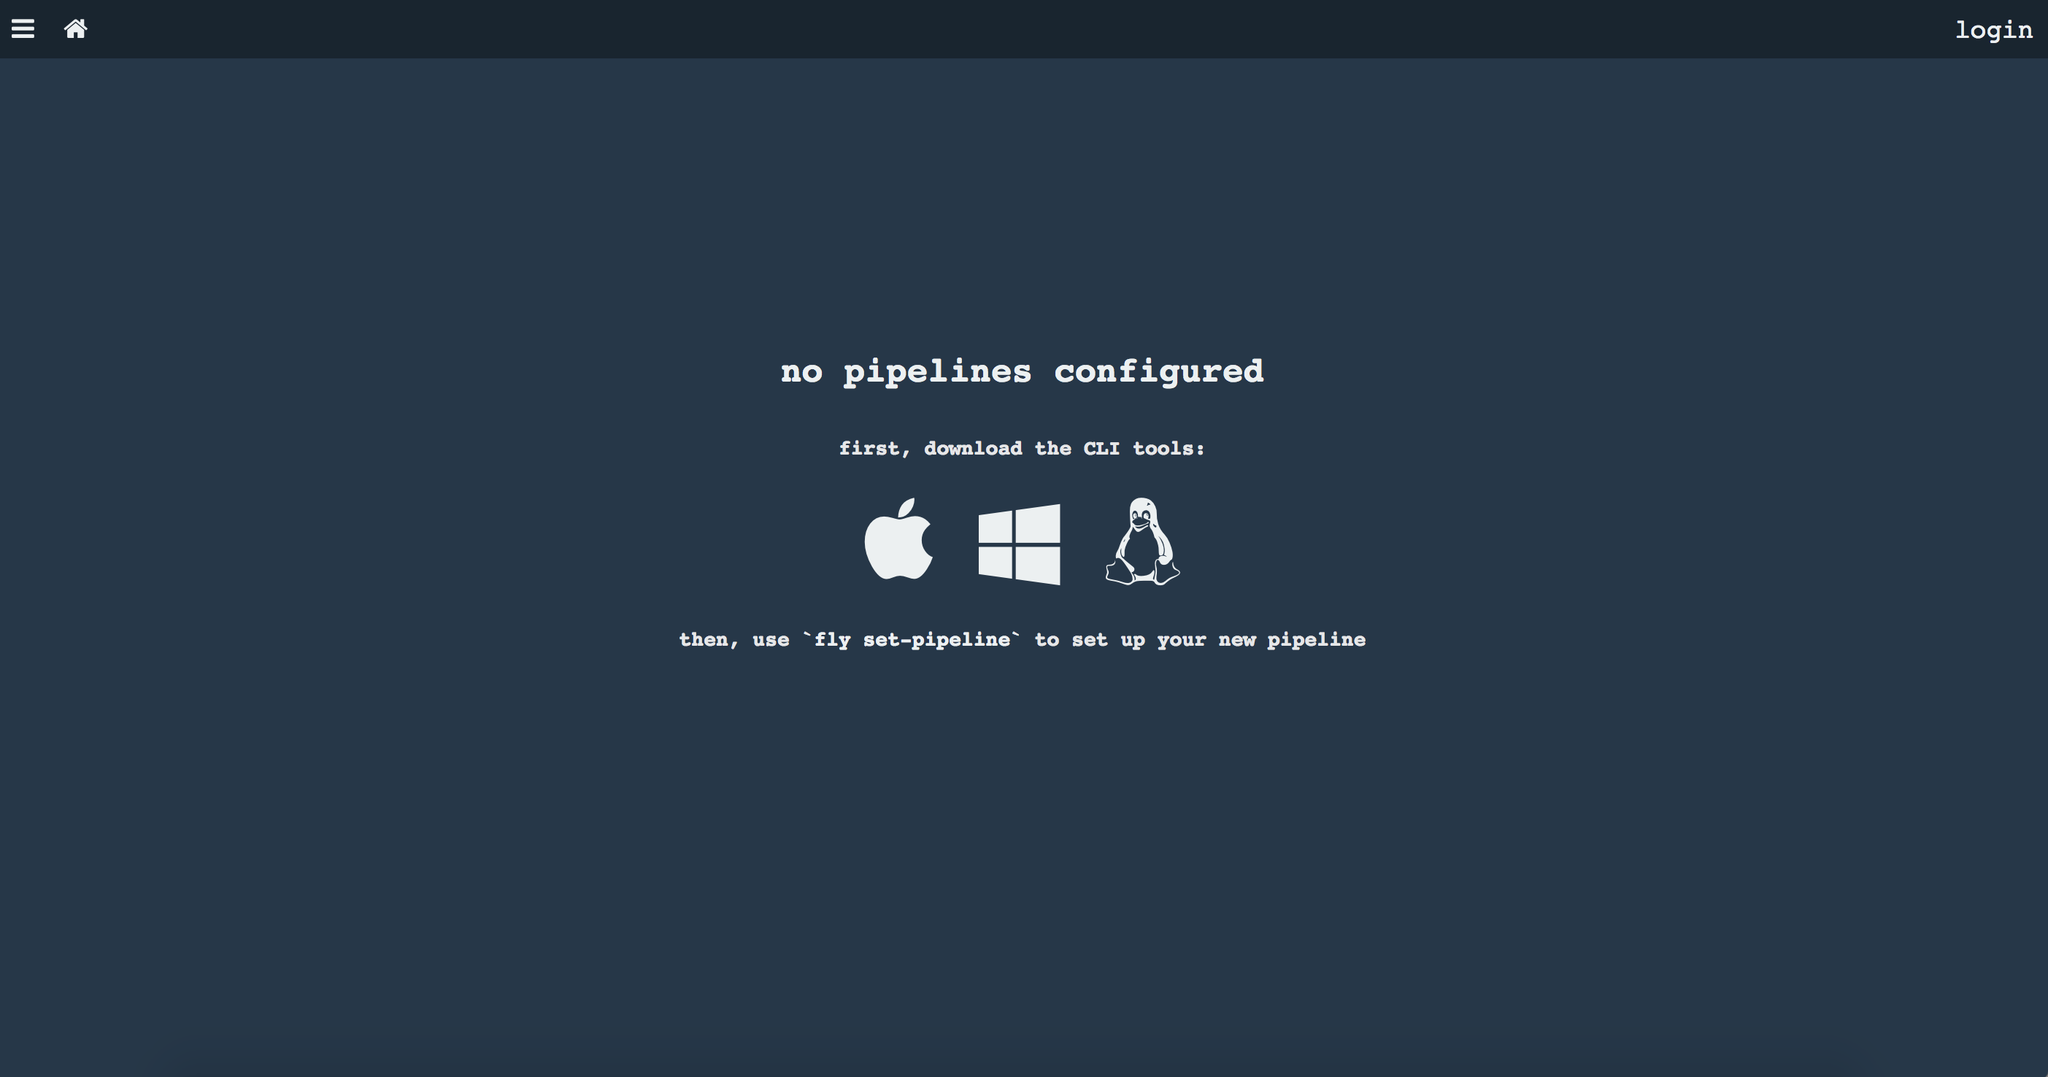 login
no pipelines configured
first, download the CLI tools:
then, use `fly set-pipeline` to set up your new pipeline